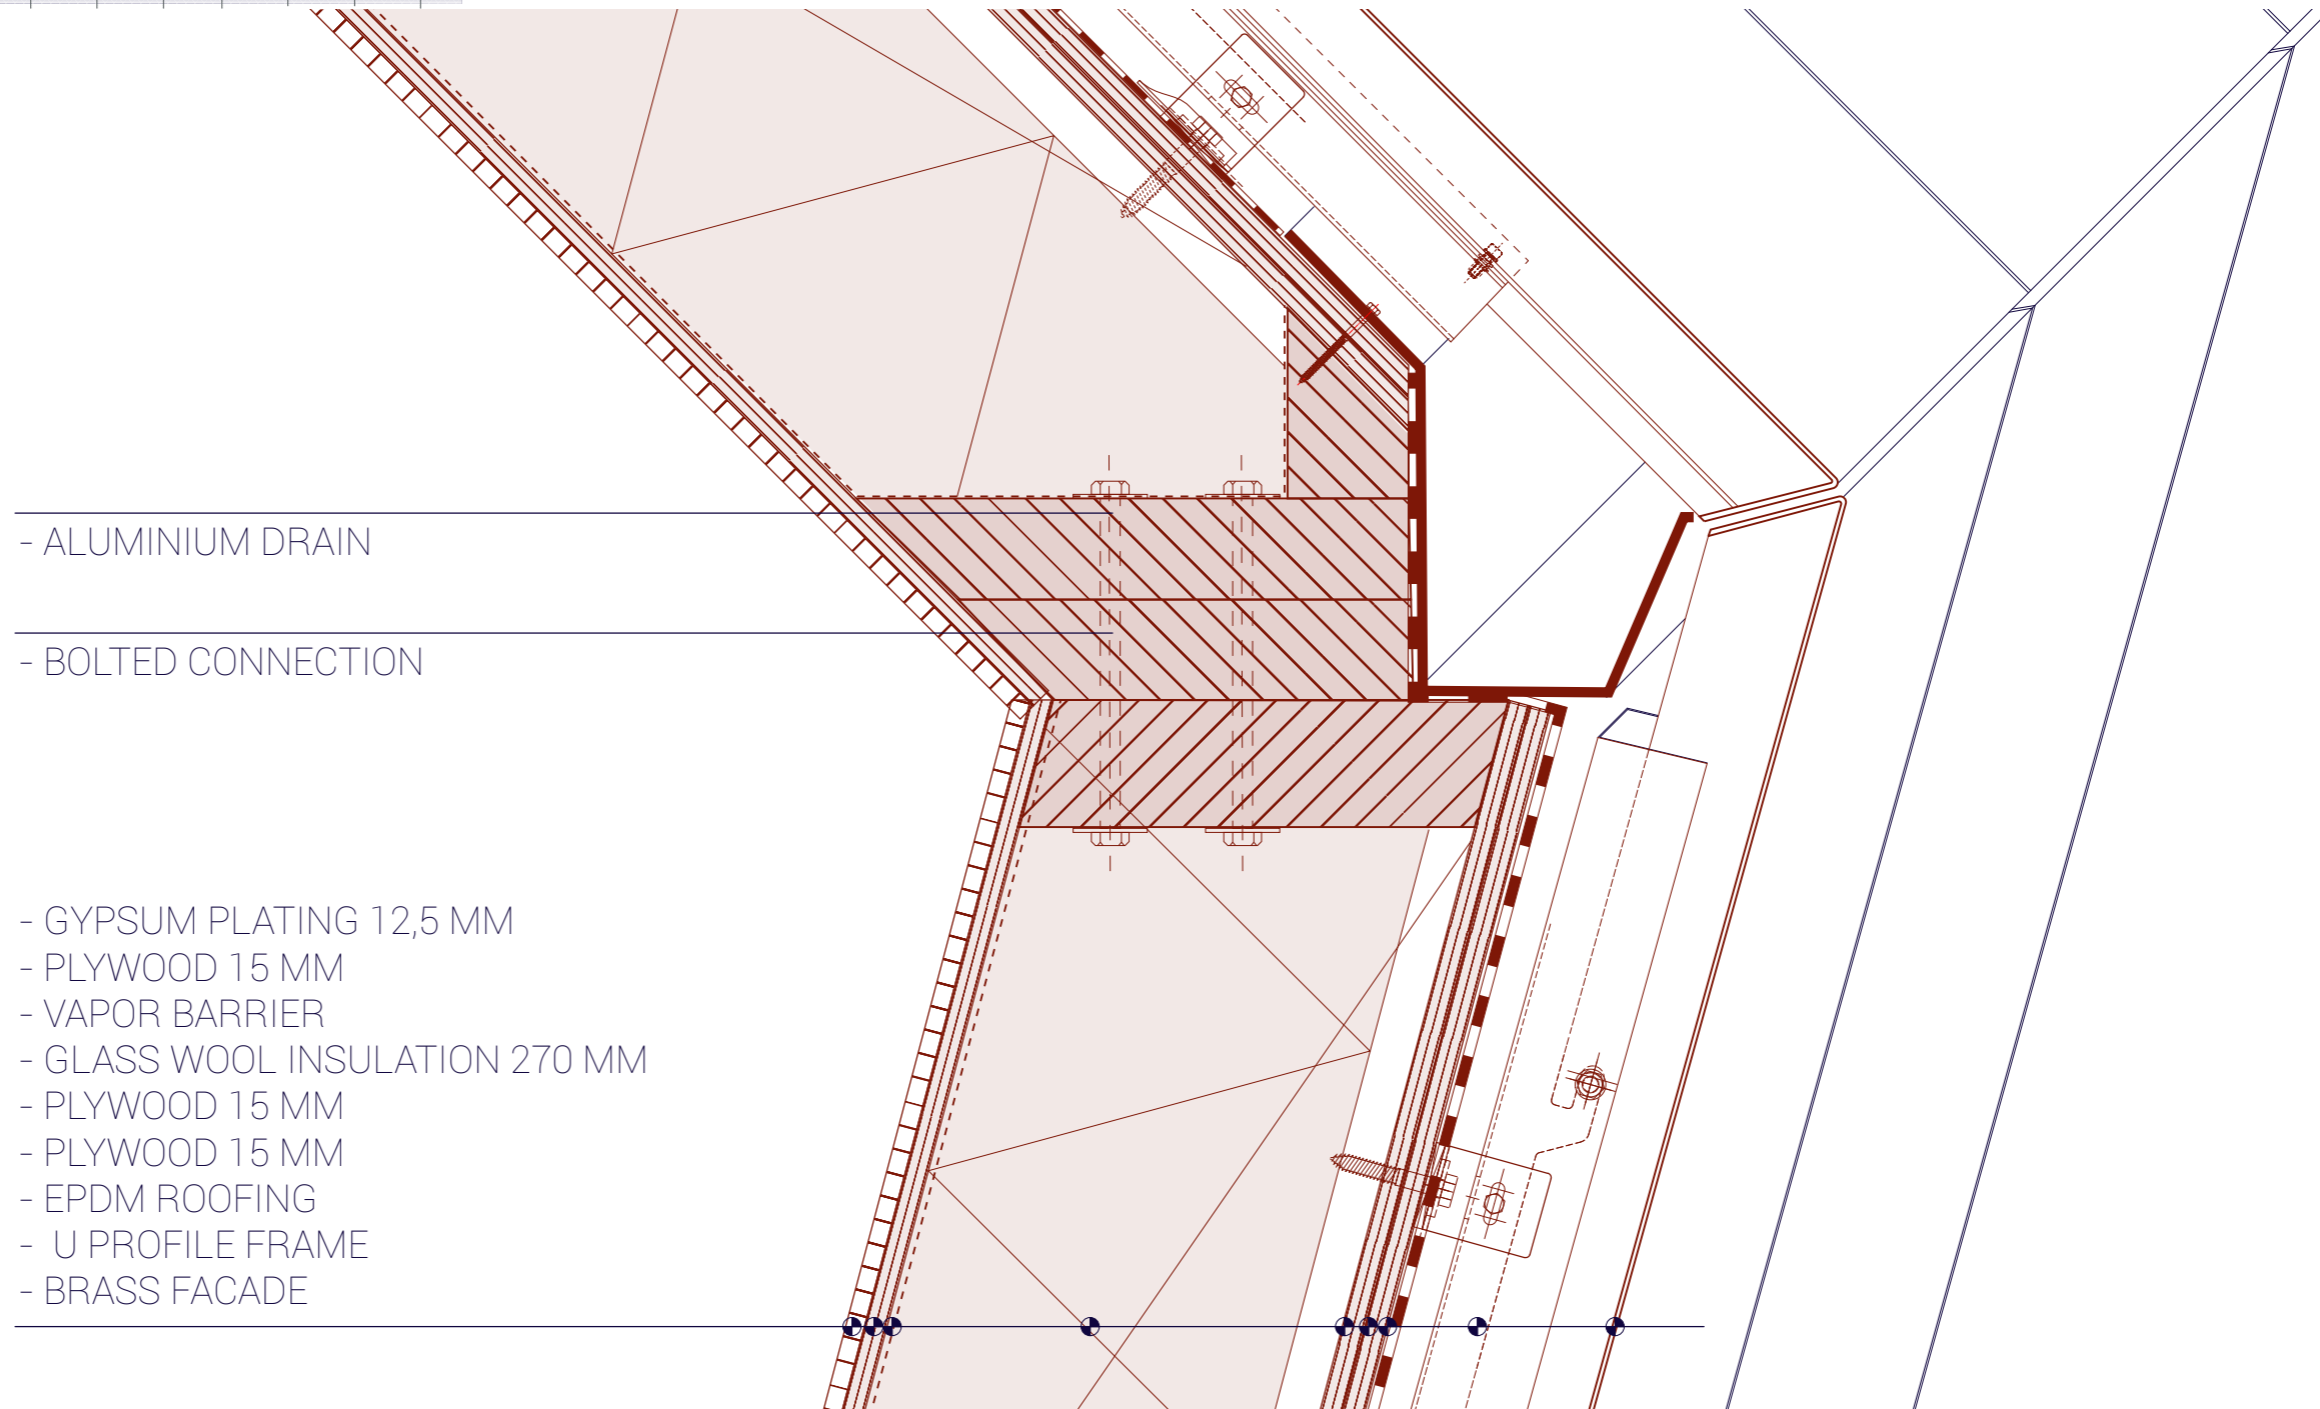 - ALUMINIUM DRAIN
- BOLTED CONNECTION
- GYPSUM PLATING 12,5 MM
- PLYWOOD 15 MM
- VAPOR BARRIER
- GLASS WOOL INSULATION 270 MM
- PLYWOOD 15 MM
- PLYWOOD 15 MM
- EPDM ROOFING
- U PROFILE FRAME
- BRASS FACADE